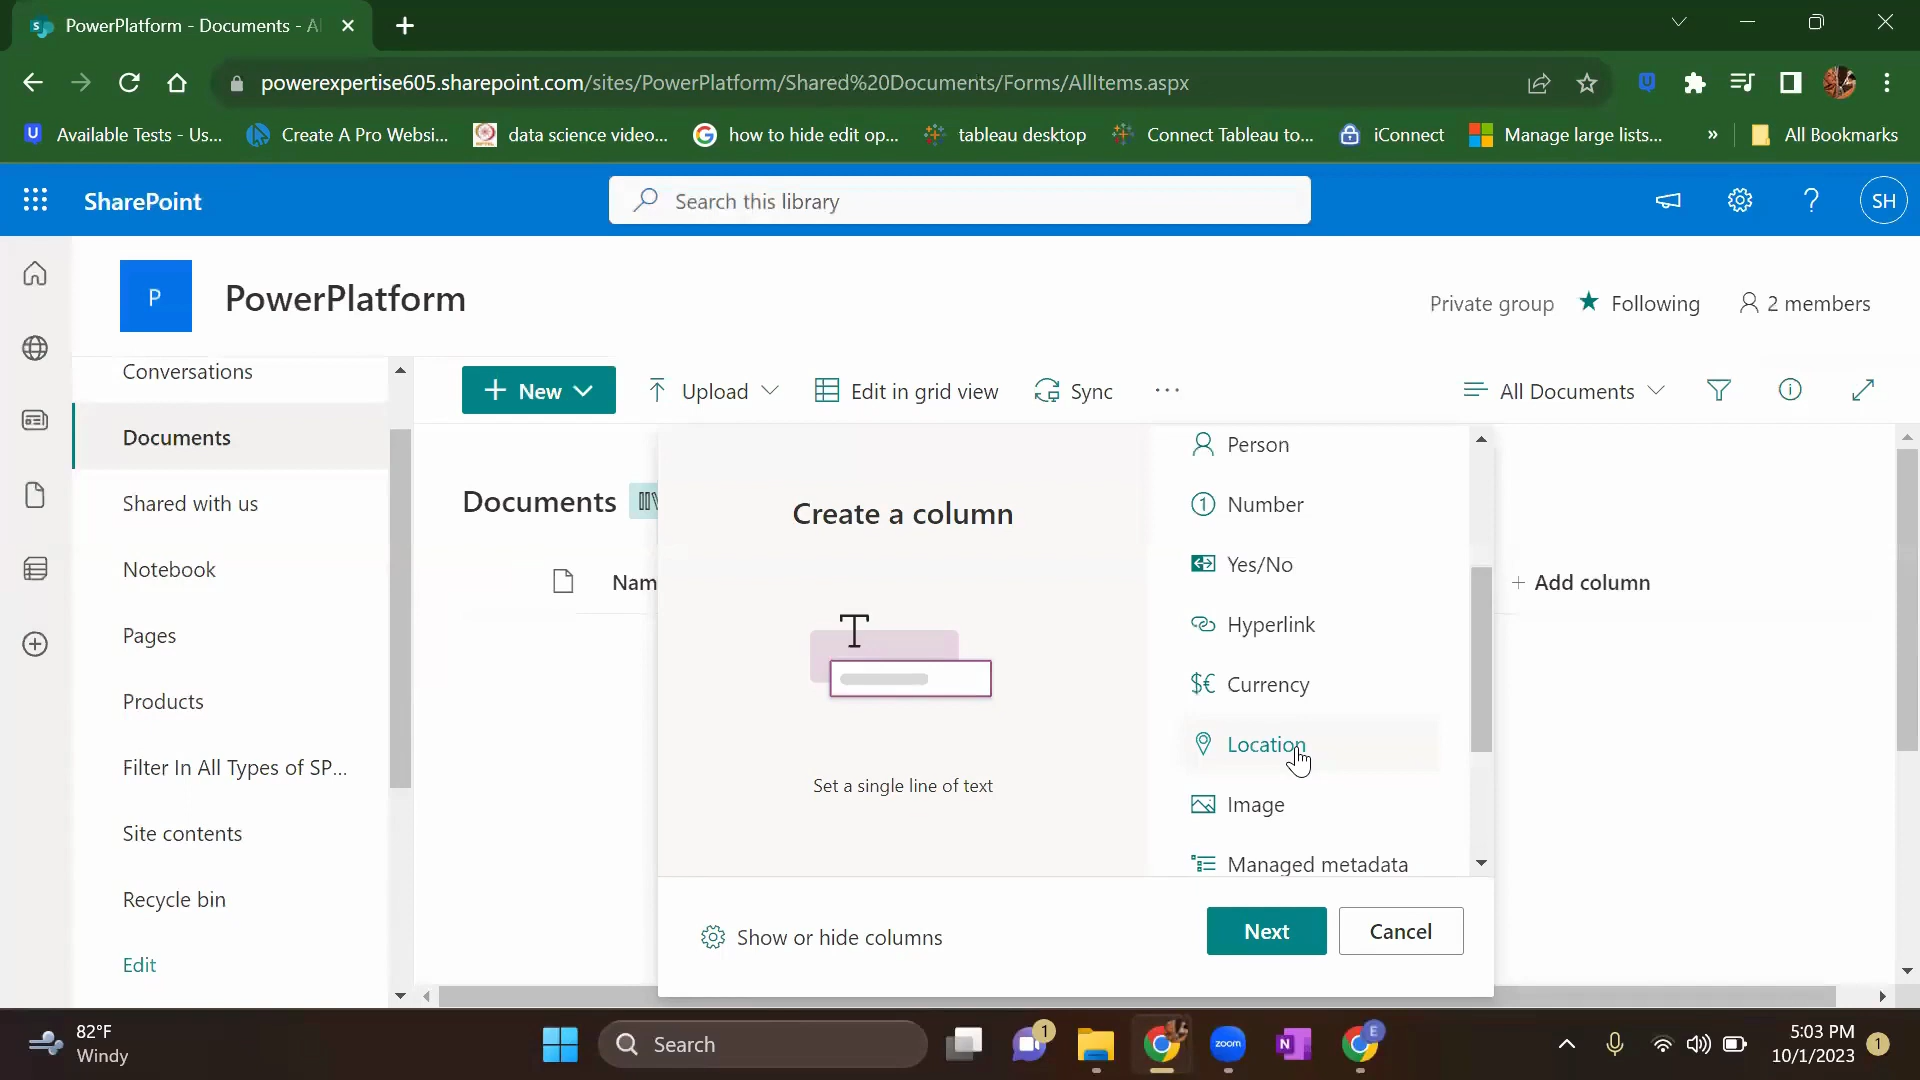 PowerPlatform - Documents - Al
powerexpertise605.sharepoint.com/sites/PowerPlatform/Shared%20Documents/Forms/AllItems.aspx
Available Tests - Us...
Create A Pro Websi...
data science video...
how to hide edit op...
tableau desktop
Connect Tableau to...
iConnect
Manage large lists...
»
All Bookmarks
SharePoint
Search this library
SH
P
PowerPlatform
Private group
Following
2 members
Conversations
Documents
Shared with us
Notebook
Pages
Products
Filter In All Types of SP...
Site contents
Recycle bin
Edit
New
Upload
Edit in grid view
Sync
...
All Documents
Documents
Nam
Add column
Create a column
T
Set a single line of text
Person
Number
Yes/No
Hyperlink
Currency
Location
Image
Managed metadata
Show or hide columns
Next
Cancel
82°F
Windy
Search
1
zoom
N
E
5:03 PM
10/1/2023
1